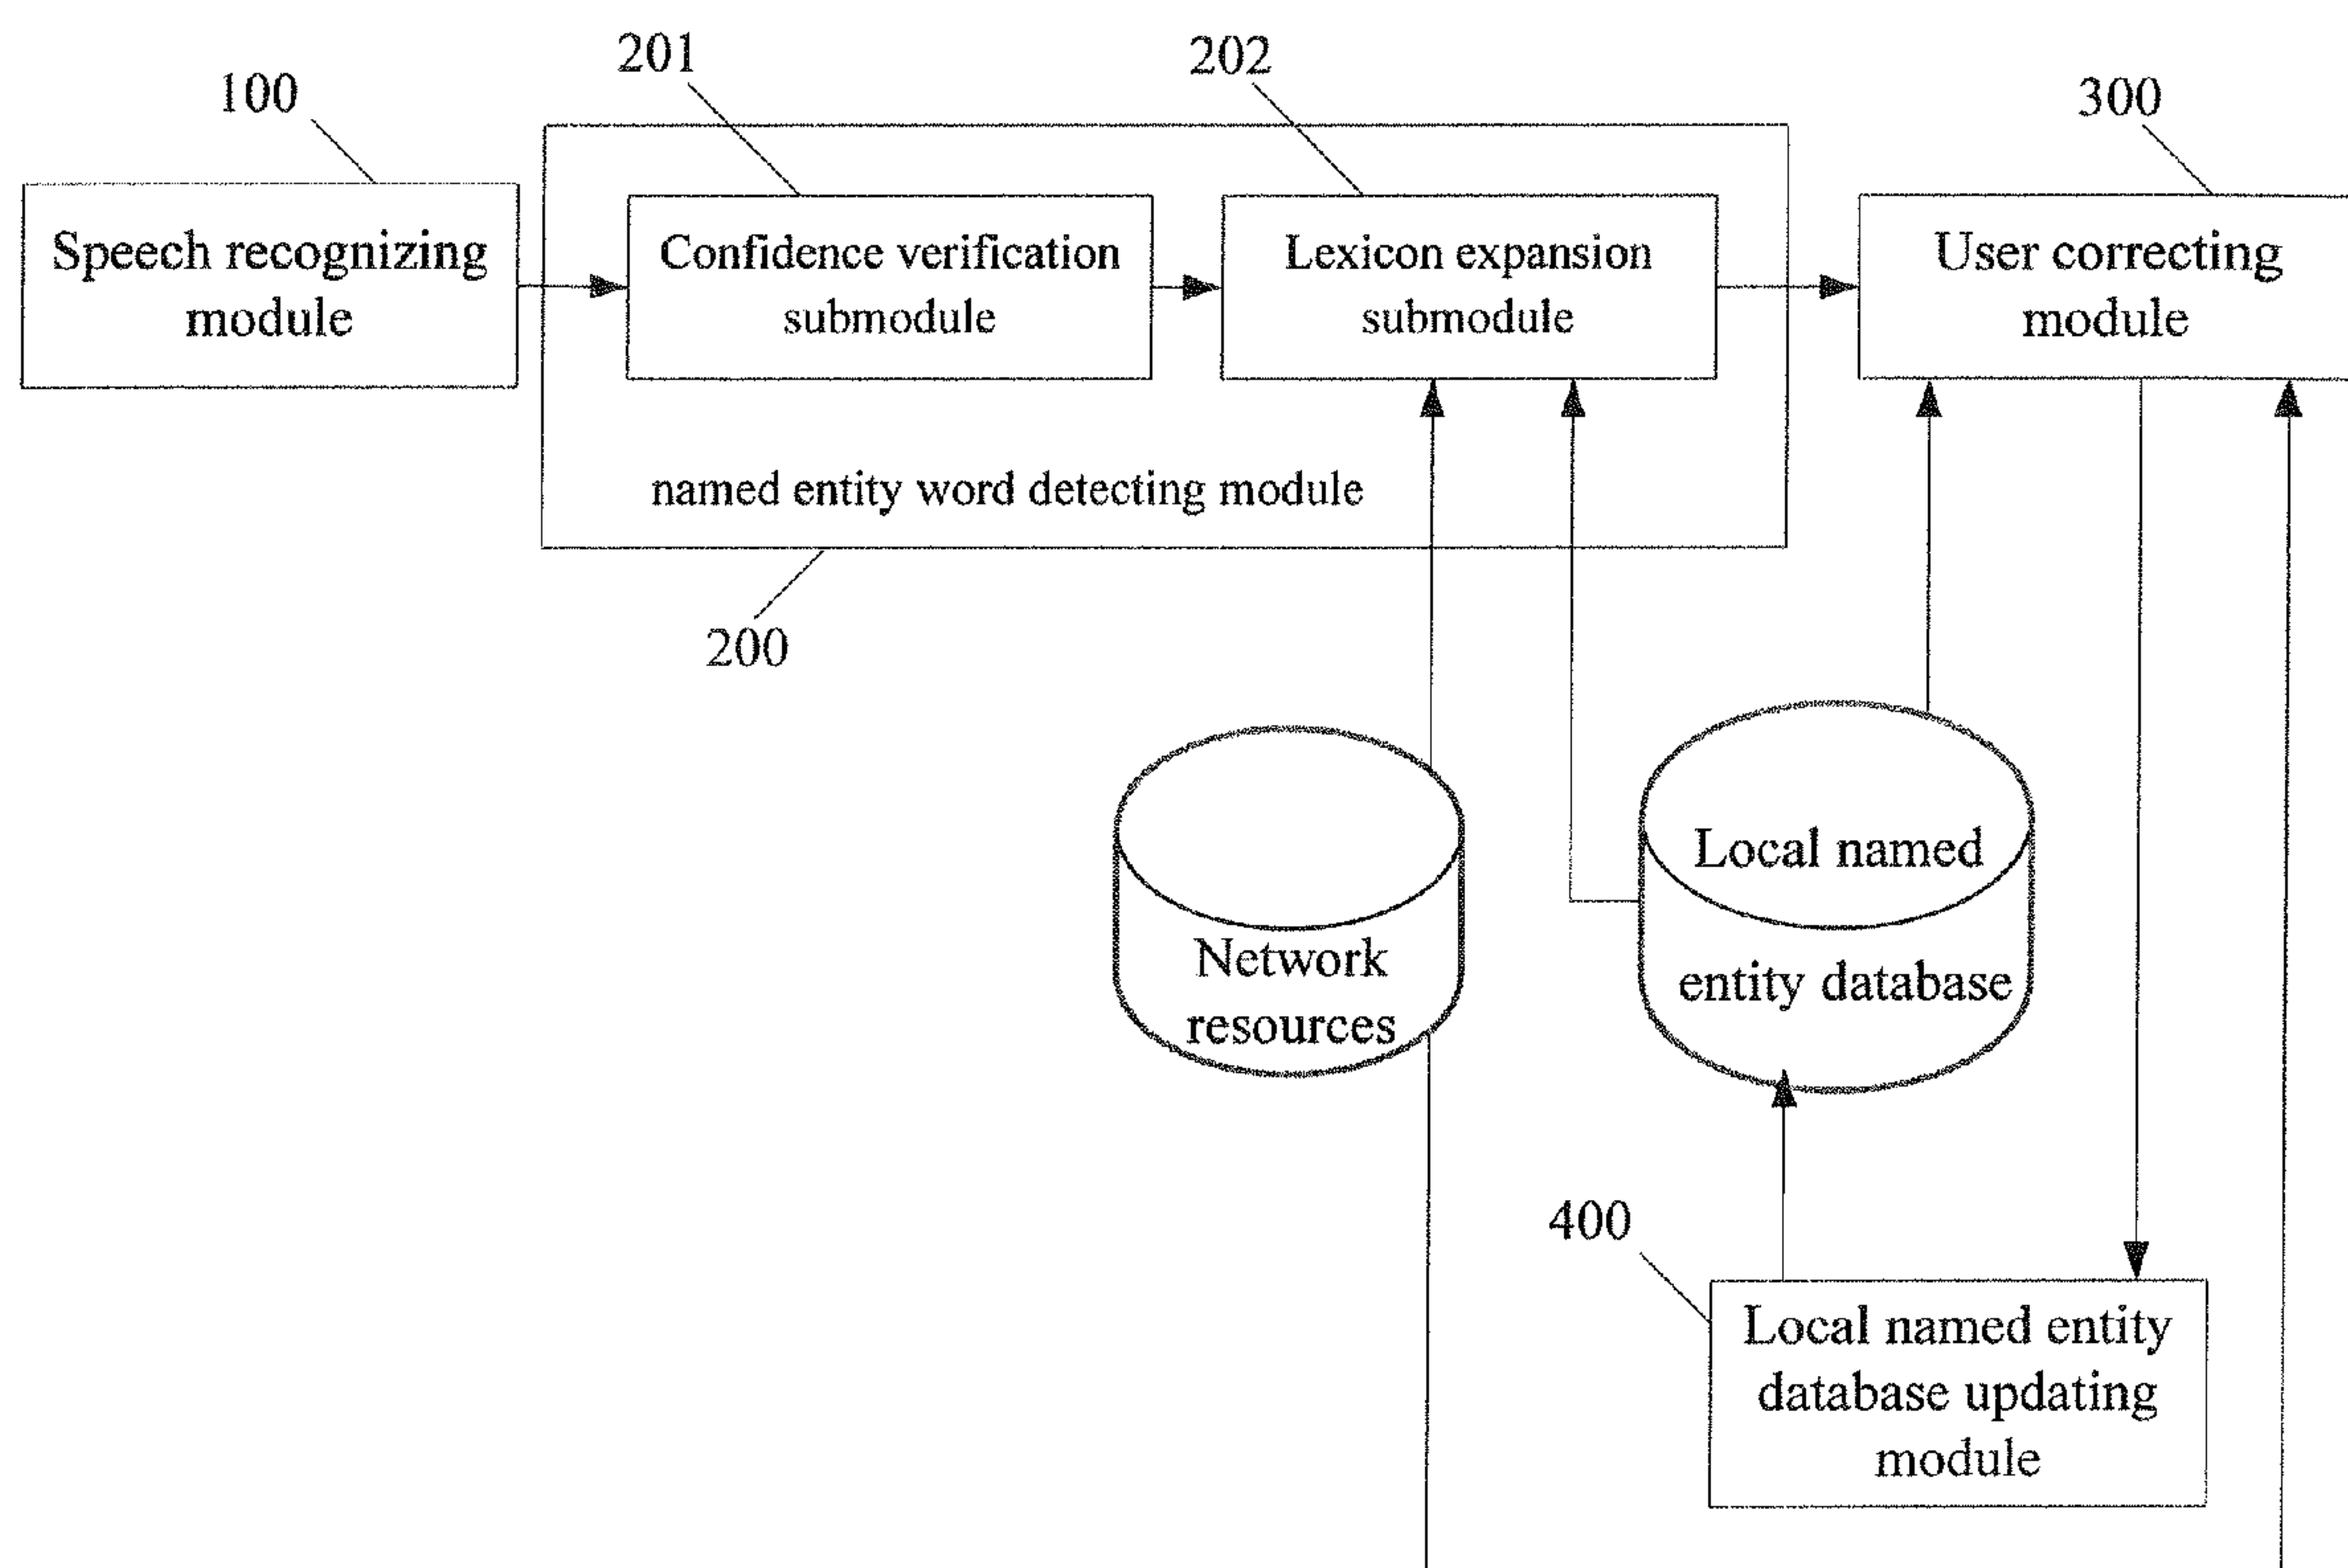 201
202
100
300
Speech recognizing
module
Confidence verification
submodule
Lexicon expansion
submodule
User correcting
module
named entity word detecting module
200
Local named
entity database
Network
resources
400
Local named entity
database updating
module